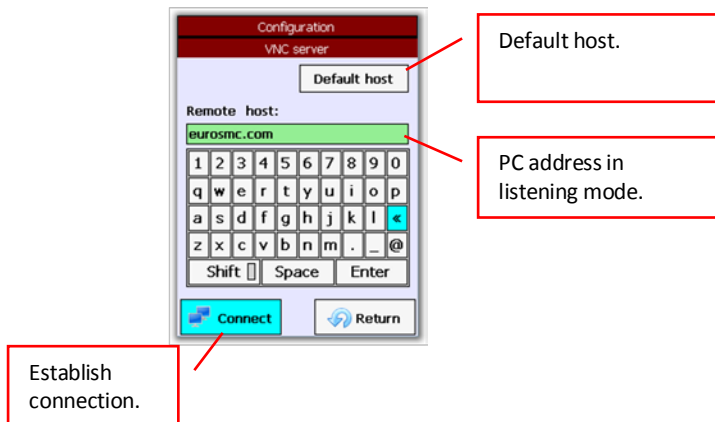 Configuration
VNC server
Default host
Default host.
Remote host:
eurosmc.com
PC address in
listening mode.
1 2 3 4 5 6 7 8 9 0
q w e r t y u i o p
a s d f g h j k l «
z x c v b n m . _ @
Shift Space Enter
Connect Return
Establish
connection.